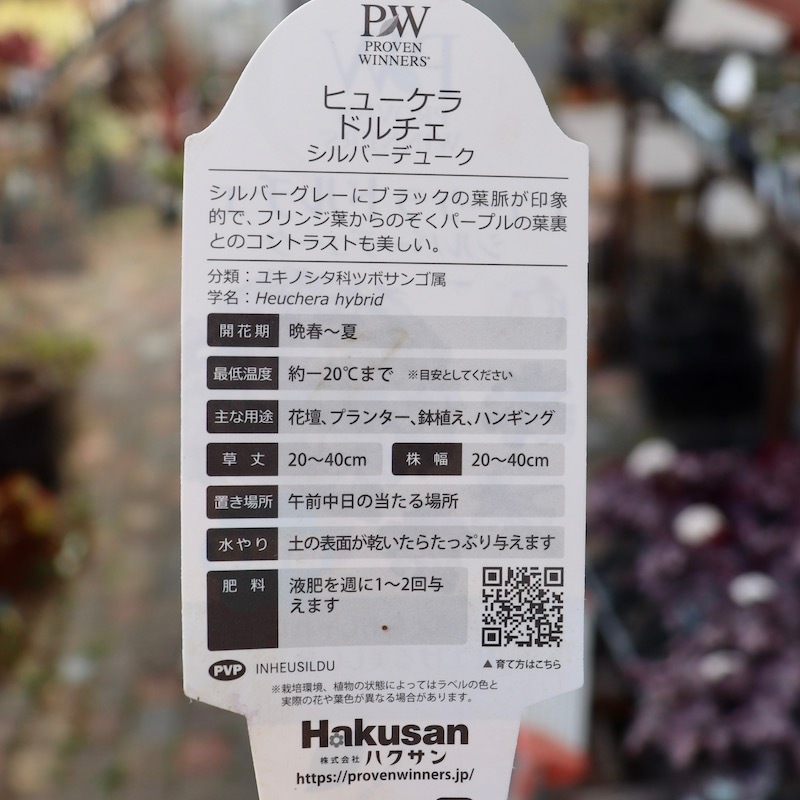 PW
PROVEN
WINNERS®
ヒューケラ
ドルチェ
シルバーデューク
シルバーグレーにブラックの葉脈が印象
的で、フリンジ葉からのぞくパープルの葉裏
とのコントラストも美しい。
分類：ユキノシタ科ツボサンゴ属
学名：Heuchera hybrid
開花期 晩春〜夏
最低温度 約−20℃まで ※目安としてください
主な用途 花壇、プランター、鉢植え、ハンギング
草丈 20〜40cm 株幅 20〜40cm
置き場所 午前中日の当たる場所
水やり 土の表面が乾いたらたっぷり与えます
肥料 液肥を週に1〜2回与
えます
▲育て方はこちら
PVP INHEUSILDU
※栽培環境、植物の状態によってはラベルの色と
実際の花や葉色が異なる場合があります。
Hakusan
株式会社ハクサン
https://provenwinners.jp/